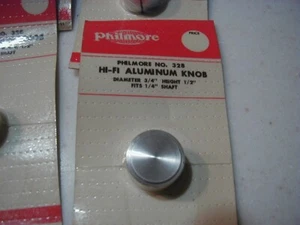 Philmore
PHILMORE NO. 328
HI-FI ALUMINUM KNOB
DIAMETER 3/4" HEIGHT 1/2"
FITS 1/4" SHAFT